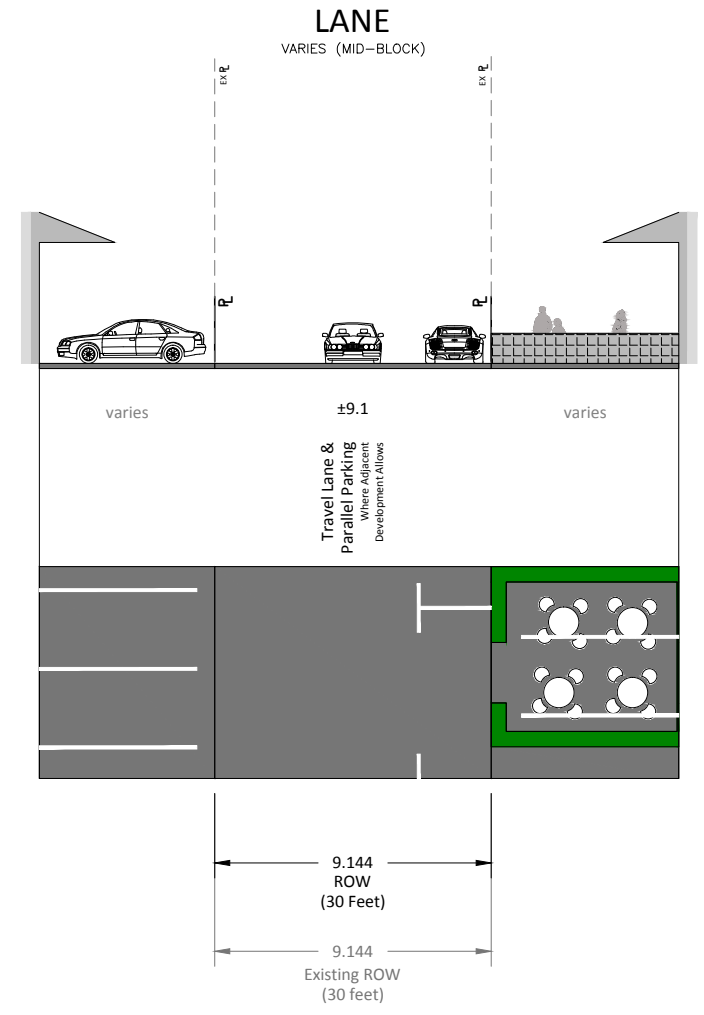 LANE
VARIES (MID-BLOCK)
EX ⅊
EX ⅊
⅊
⅊
varies
±9.1
varies
Travel Lane &
Parallel Parking
Where Adjacent
Development Allows
9.144
ROW
(30 Feet)
9.144
Existing ROW
(30 feet)